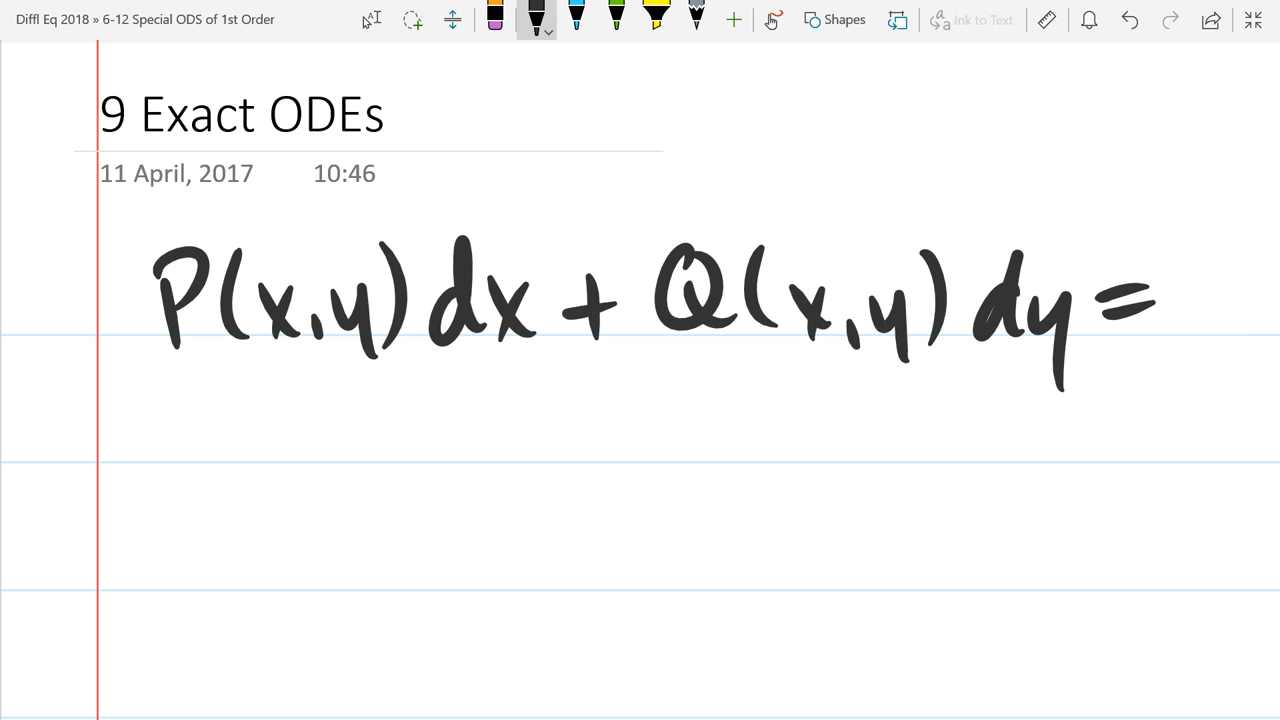 Diffl Eq 2018 » 6-12 Special ODS of 1st Order
Shapes
Ink to Text
9 Exact ODEs
11 April, 2017 10:46
P(x,y)dx + Q(x,y)dy =